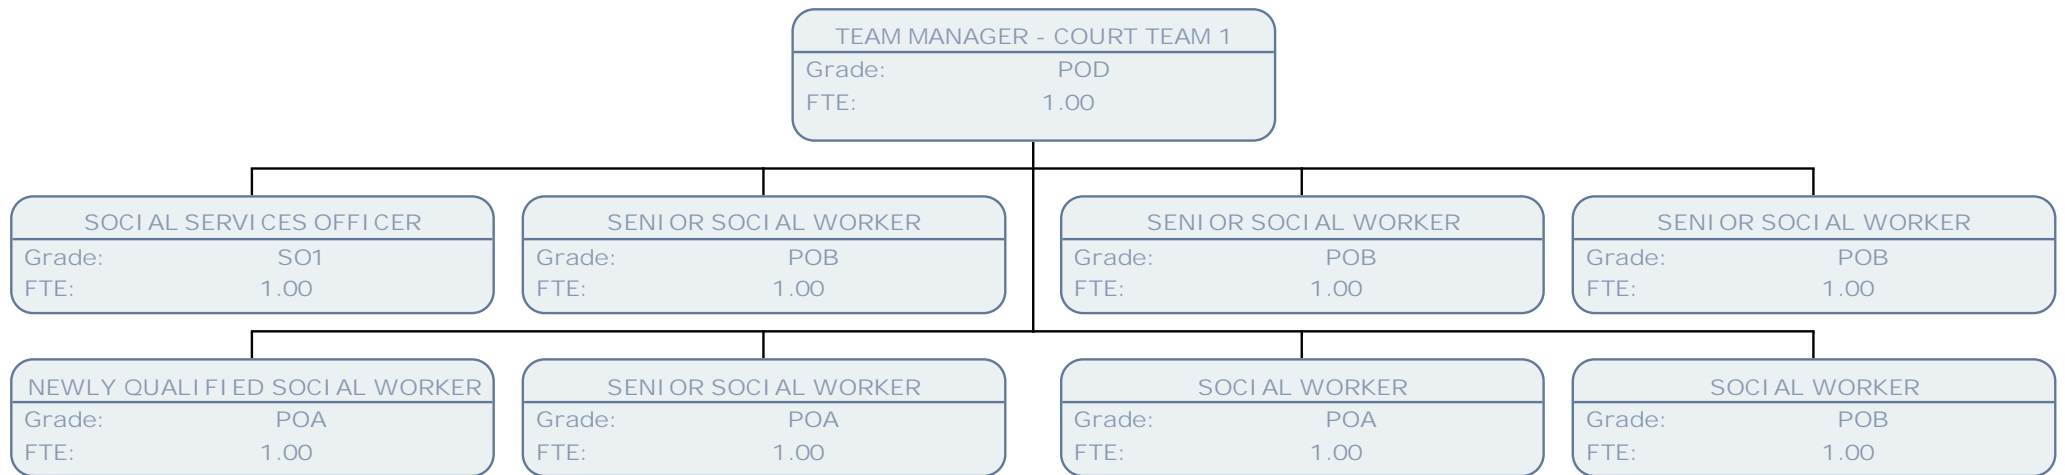 TEAM MANAGER - COURT TEAM 1
Grade: POD
FTE: 1.00
SOCIAL SERVICES OFFICER
Grade: SO1
FTE: 1.00
SENIOR SOCIAL WORKER
Grade: POB
FTE: 1.00
SENIOR SOCIAL WORKER
Grade: POB
FTE: 1.00
SENIOR SOCIAL WORKER
Grade: POB
FTE: 1.00
NEWLY QUALIFIED SOCIAL WORKER
Grade: POA
FTE: 1.00
SENIOR SOCIAL WORKER
Grade: POA
FTE: 1.00
SOCIAL WORKER
Grade: POA
FTE: 1.00
SOCIAL WORKER
Grade: POB
FTE: 1.00